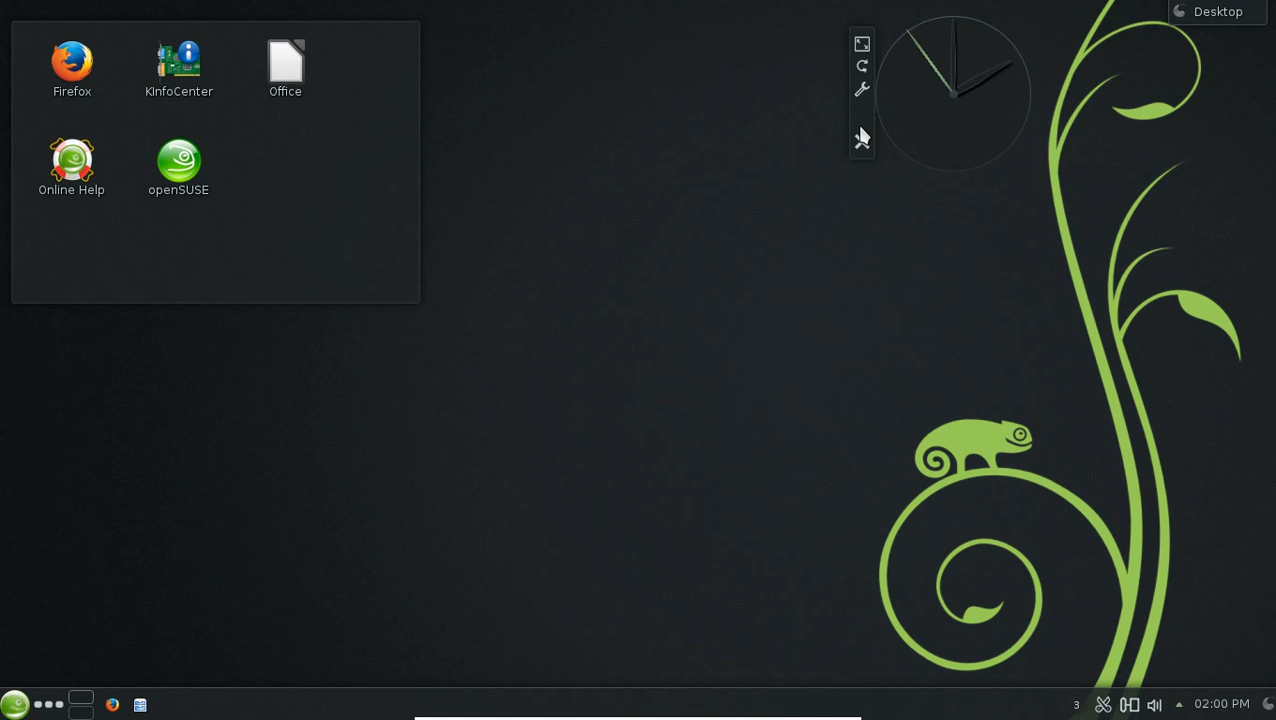 Desktop
Firefox
KInfoCenter
Office
Online Help
openSUSE
3
02:00 PM